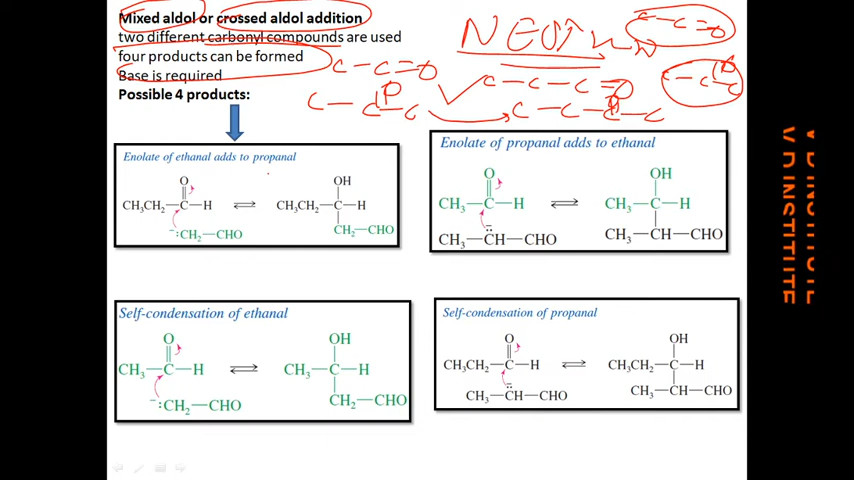 Mixed aldol or crossed aldol addition
two different carbonyl compounds are used
four products can be formed
Base is required
Possible 4 products:
C—C=O
C—C=O
C—C—C=O
C—C—C
C—C—C—C
C—C—C
Enolate of ethanal adds to propanal
O
CH₃CH₂—C—H ⇌
⁻:CH₂—CHO
OH
CH₃CH₂—C—H
CH₂—CHO
Enolate of propanal adds to ethanal
O
CH₃—C—H ⇌
CH₃—CH—CHO
OH
CH₃—C—H
CH₃—CH—CHO
Self-condensation of ethanal
O
CH₃—C—H ⇌
⁻:CH₂—CHO
OH
CH₃—C—H
CH₂—CHO
Self-condensation of propanal
O
CH₃CH₂—C—H ⇌
CH₃—CH—CHO
OH
CH₃CH₂—C—H
CH₃—CH—CHO
V D INSTITUTE